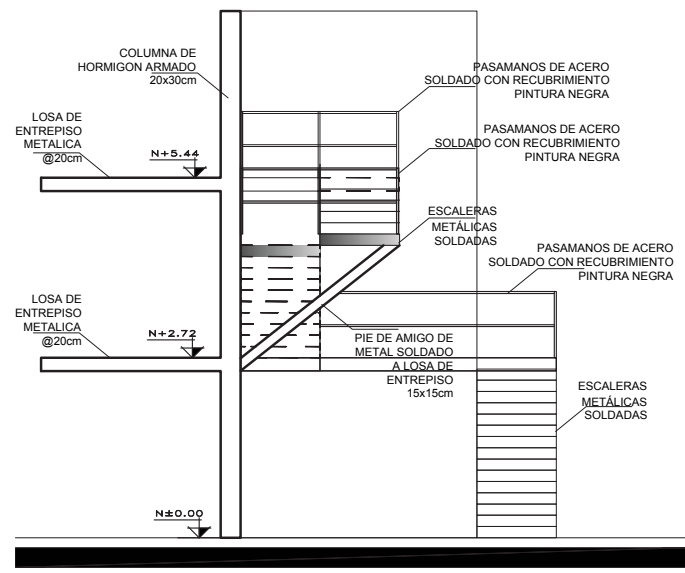 COLUMNA DE
HORMIGON ARMADO
20x30cm
PASAMANOS DE ACERO
SOLDADO CON RECUBRIMIENTO
PINTURA NEGRA
LOSA DE
ENTREPISO
METALICA
@20cm
N+5.44
PASAMANOS DE ACERO
SOLDADO CON RECUBRIMIENTO
PINTURA NEGRA
ESCALERAS
METÁLICAS
SOLDADAS
PASAMANOS DE ACERO
SOLDADO CON RECUBRIMIENTO
PINTURA NEGRA
LOSA DE
ENTREPISO
METALICA
@20cm
N+2.72
PIE DE AMIGO DE
METAL SOLDADO
A LOSA DE
ENTREPISO
15x15cm
ESCALERAS
METÁLICAS
SOLDADAS
N±0.00